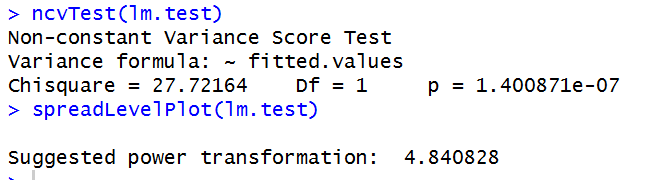 > ncvTest(lm.test)
Non-constant Variance Score Test
Variance formula: ~ fitted.values
Chisquare = 27.72164    Df = 1     p = 1.400871e-07
> spreadLevelPlot(lm.test)

Suggested power transformation:  4.840828